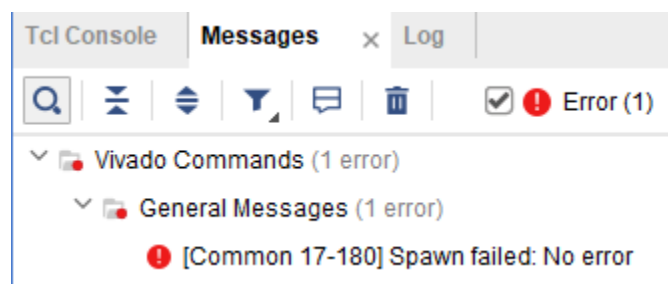 Tcl Console Messages × Log
Error (1)
Vivado Commands (1 error)
General Messages (1 error)
[Common 17-180] Spawn failed: No error